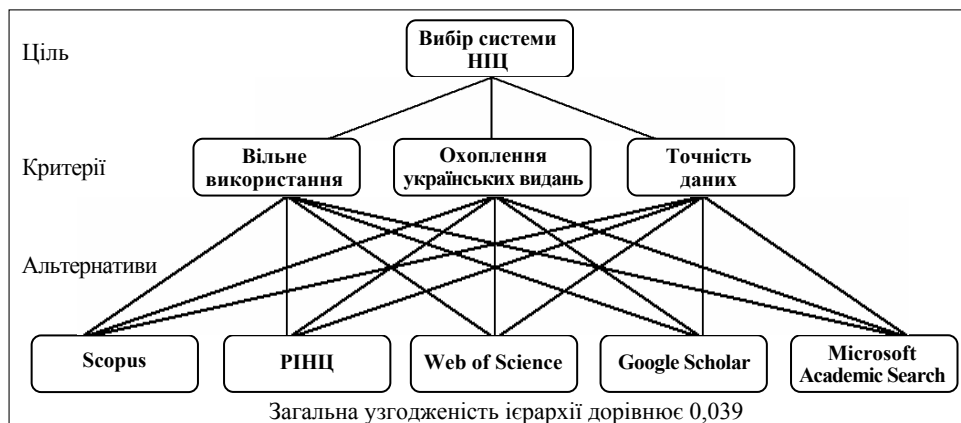 Ціль
Вибір системи
НІЦ
Критерії
Вільне
використання
Охоплення
українських видань
Точність
даних
Альтернативи
Scopus
РІНЦ
Web of Science
Google Scholar
Microsoft
Academic Search
Загальна узгодженість ієрархії дорівнює 0,039